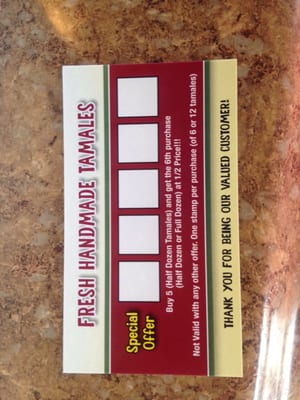 FRESH HANDMADE TAMALES
Special
Offer
Buy 5 (Half Dozen Tamales) and get the 6th purchase
(Half Dozen or Full Dozen) at 1/2 Price!!!
Not Valid with any other offer. One stamp per purchase (of 6 or 12 tamales)
THANK YOU FOR BEING OUR VALUED CUSTOMER!